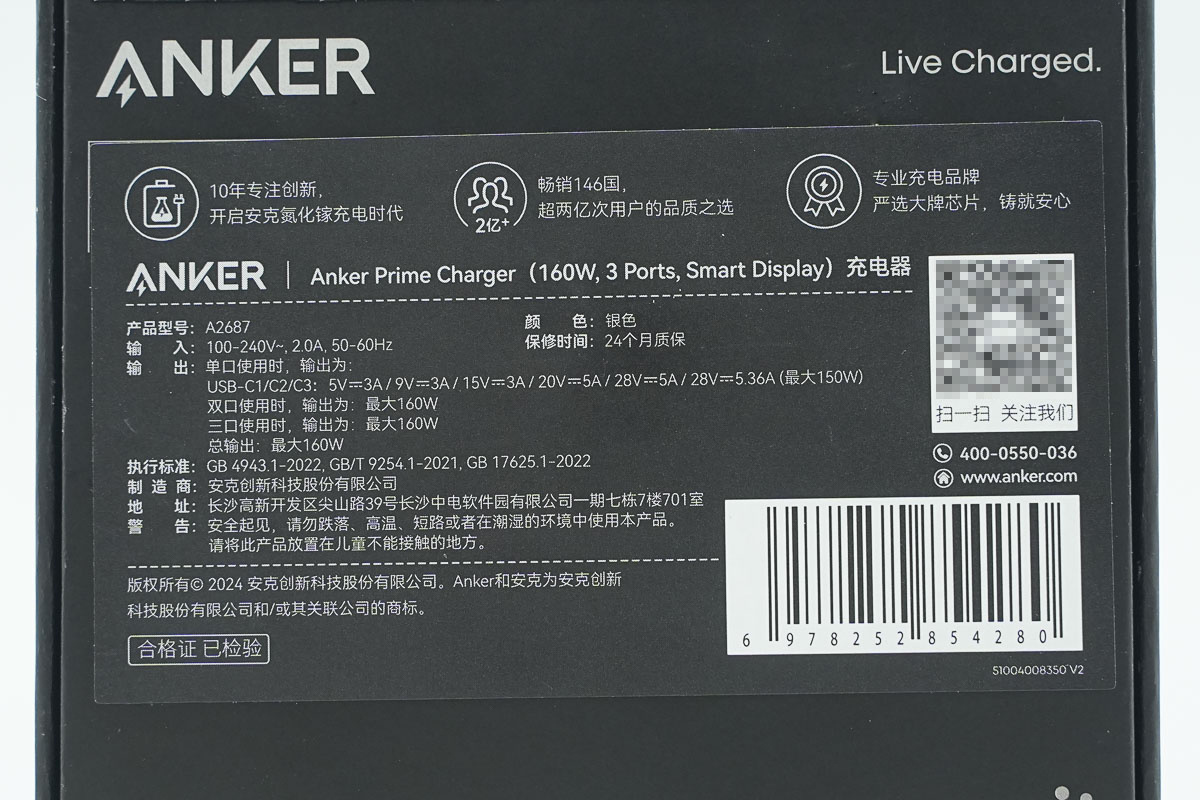 ANKER
Live Charged.
10年专注创新,
开启安克氮化镓充电时代
2亿+
畅销146国,
超两亿次用户的品质之选
专业充电品牌
严选大牌芯片，铸就安心
ANKER | Anker Prime Charger（160W, 3 Ports, Smart Display）充电器
产品型号: A2687
颜 色: 银色
输 入: 100-240V~, 2.0A, 50-60Hz
保修时间: 24个月质保
输 出: 单口使用时，输出为:
USB-C1/C2/C3: 5V⎓3A / 9V⎓3A / 15V⎓3A / 20V⎓5A / 28V⎓5A / 28V⎓5.36A (最大150W)
双口使用时，输出为: 最大160W
三口使用时，输出为: 最大160W
总输出: 最大160W
执行标准: GB 4943.1-2022, GB/T 9254.1-2021, GB 17625.1-2022
制 造 商: 安克创新科技股份有限公司
地 址: 长沙高新开发区尖山路39号长沙中电软件园有限公司一期七栋7楼701室
警 告: 安全起见，请勿跌落、高温、短路或者在潮湿的环境中使用本产品。
请将此产品放置在儿童不能接触的地方。
扫一扫 关注我们
400-0550-036
www.anker.com
版权所有© 2024 安克创新科技股份有限公司。Anker和安克为安克创新
科技股份有限公司和/或其关联公司的商标。
合格证 已检验
6 978252 854280
51004008350 V2